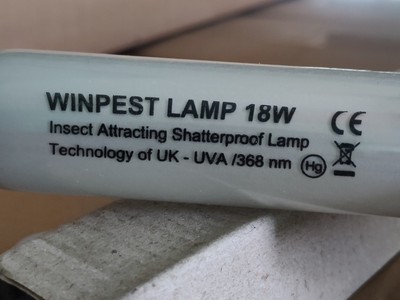 WINPEST LAMP 18W
Insect Attracting Shatterproof Lamp
Technology of UK - UVA /368 nm
CE
Hg